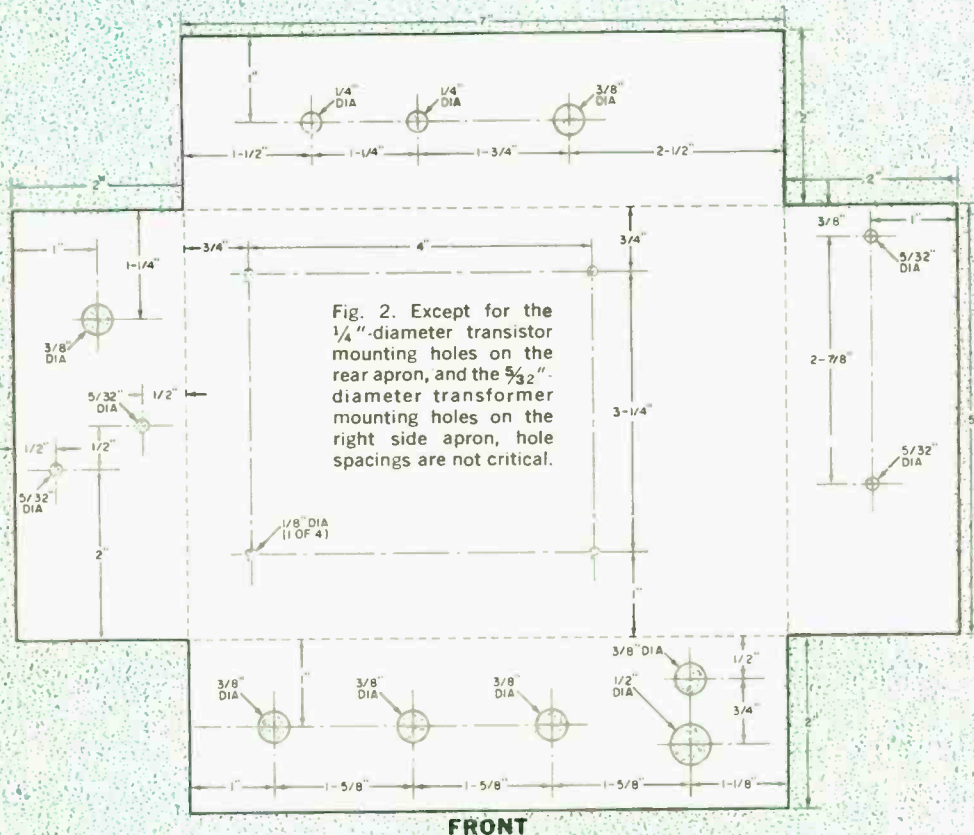 7"
1"
1/4"
DIA
1/4"
DIA
3/8"
DIA
2"
1-1/2"
1-1/4"
1-3/4"
2-1/2"
2"
2"
1"
1-1/4"
3/4"
4"
3/4"
3/8"
1"
5/32"
DIA
3/8"
DIA
Fig. 2. Except for the
1/4"-diameter transistor
mounting holes on the
rear apron, and the 5/32"-
diameter transformer
mounting holes on the
right side apron, hole
spacings are not critical.
2-7/8"
3-1/4"
5/32"
DIA
1/2"
1/2"
1/2"
5/32"
DIA
5/32"
DIA
5"
1/8" DIA
(1 OF 4)
2"
1"
3/8"
DIA
3/8"
DIA
3/8"
DIA
3/8" DIA
1/2"
DIA
1/2"
3/4"
2"
1"
1-5/8"
1-5/8"
1-5/8"
1-1/8"
FRONT